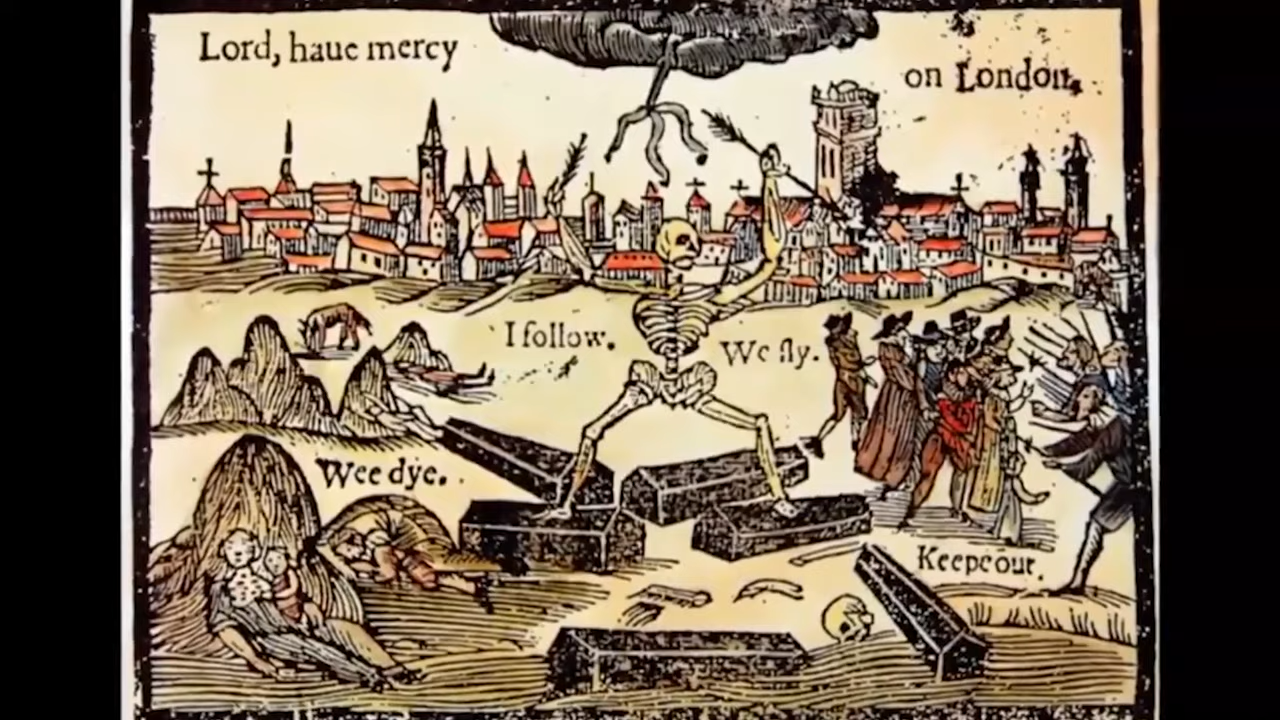 Lord, haue mercy
on London.
I follow.
We fly.
Wee dye.
Keepe out.